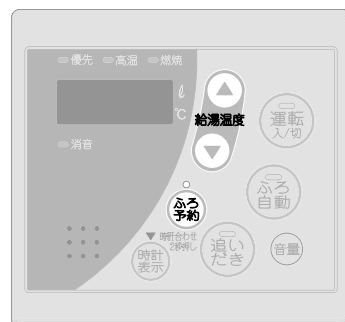 優先 高温 燃焼
ℓ
℃
給湯温度
運転
入/切
消音
ふろ
自動
ふろ
予約
▼時計合わせ
2秒押し
時計
表示
追い
だき
音量